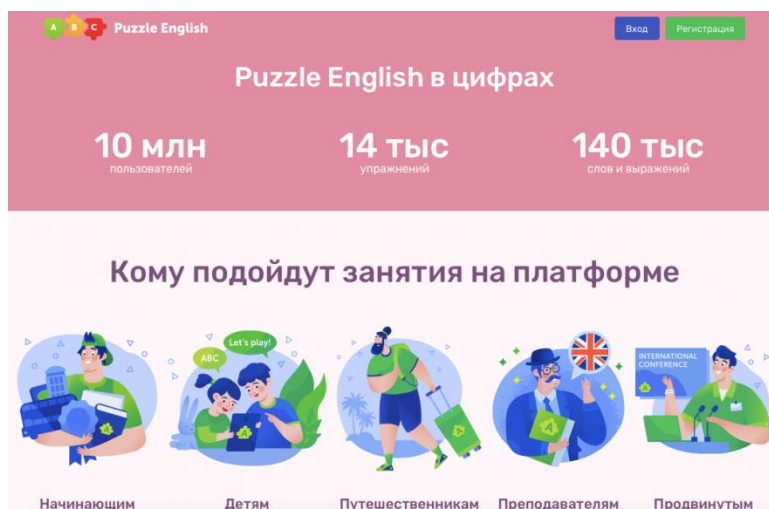 A B C Puzzle English
Вход
Регистрация
Puzzle English в цифрах
10 млн
пользователей
14 тыс
упражнений
140 тыс
слов и выражений
Кому подойдут занятия на платформе
ABC
Let's play!
INTERNATIONAL
CONFERENCE
A
Начинающим
Детям
Путешественникам
Преподавателям
Продвинутым